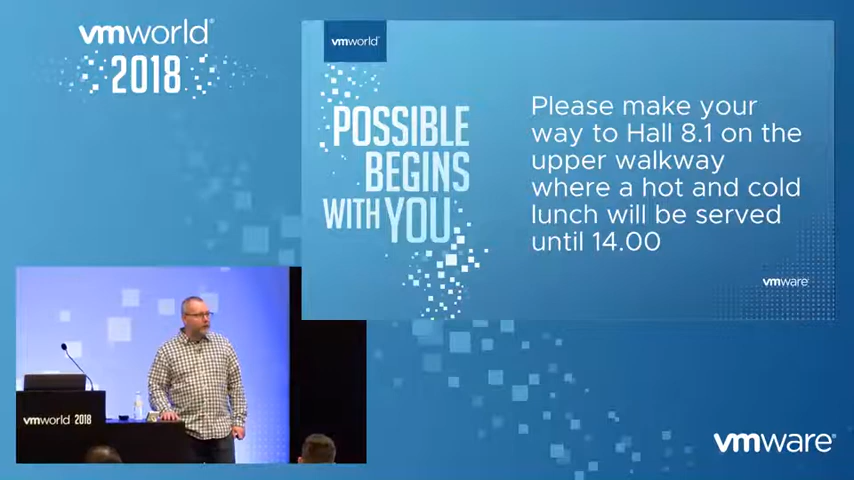 vmworld®
2018
vmworld®
POSSIBLE
BEGINS
WITH YOU
Please make your
way to Hall 8.1 on the
upper walkway
where a hot and cold
lunch will be served
until 14.00
vmware®
vmworld 2018
vmware®